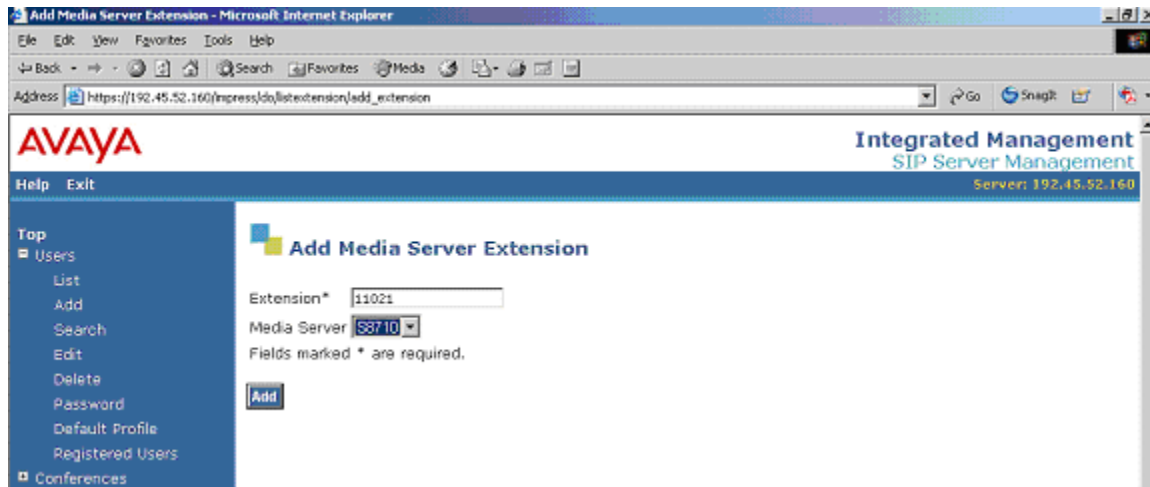 Add Media Server Extension - Microsoft Internet Explorer
File Edit View Favorites Tools Help
Back Search Favorites Media
Address https://192.45.52.160/impress/do/listextension/add_extension Go SnagIt
AVAYA
Integrated Management
SIP Server Management
Help Exit
Server: 192.45.52.160
Top
Users
List
Add
Search
Edit
Delete
Password
Default Profile
Registered Users
Conferences
Add Media Server Extension
Extension* 11021
Media Server S8710
Fields marked * are required.
Add